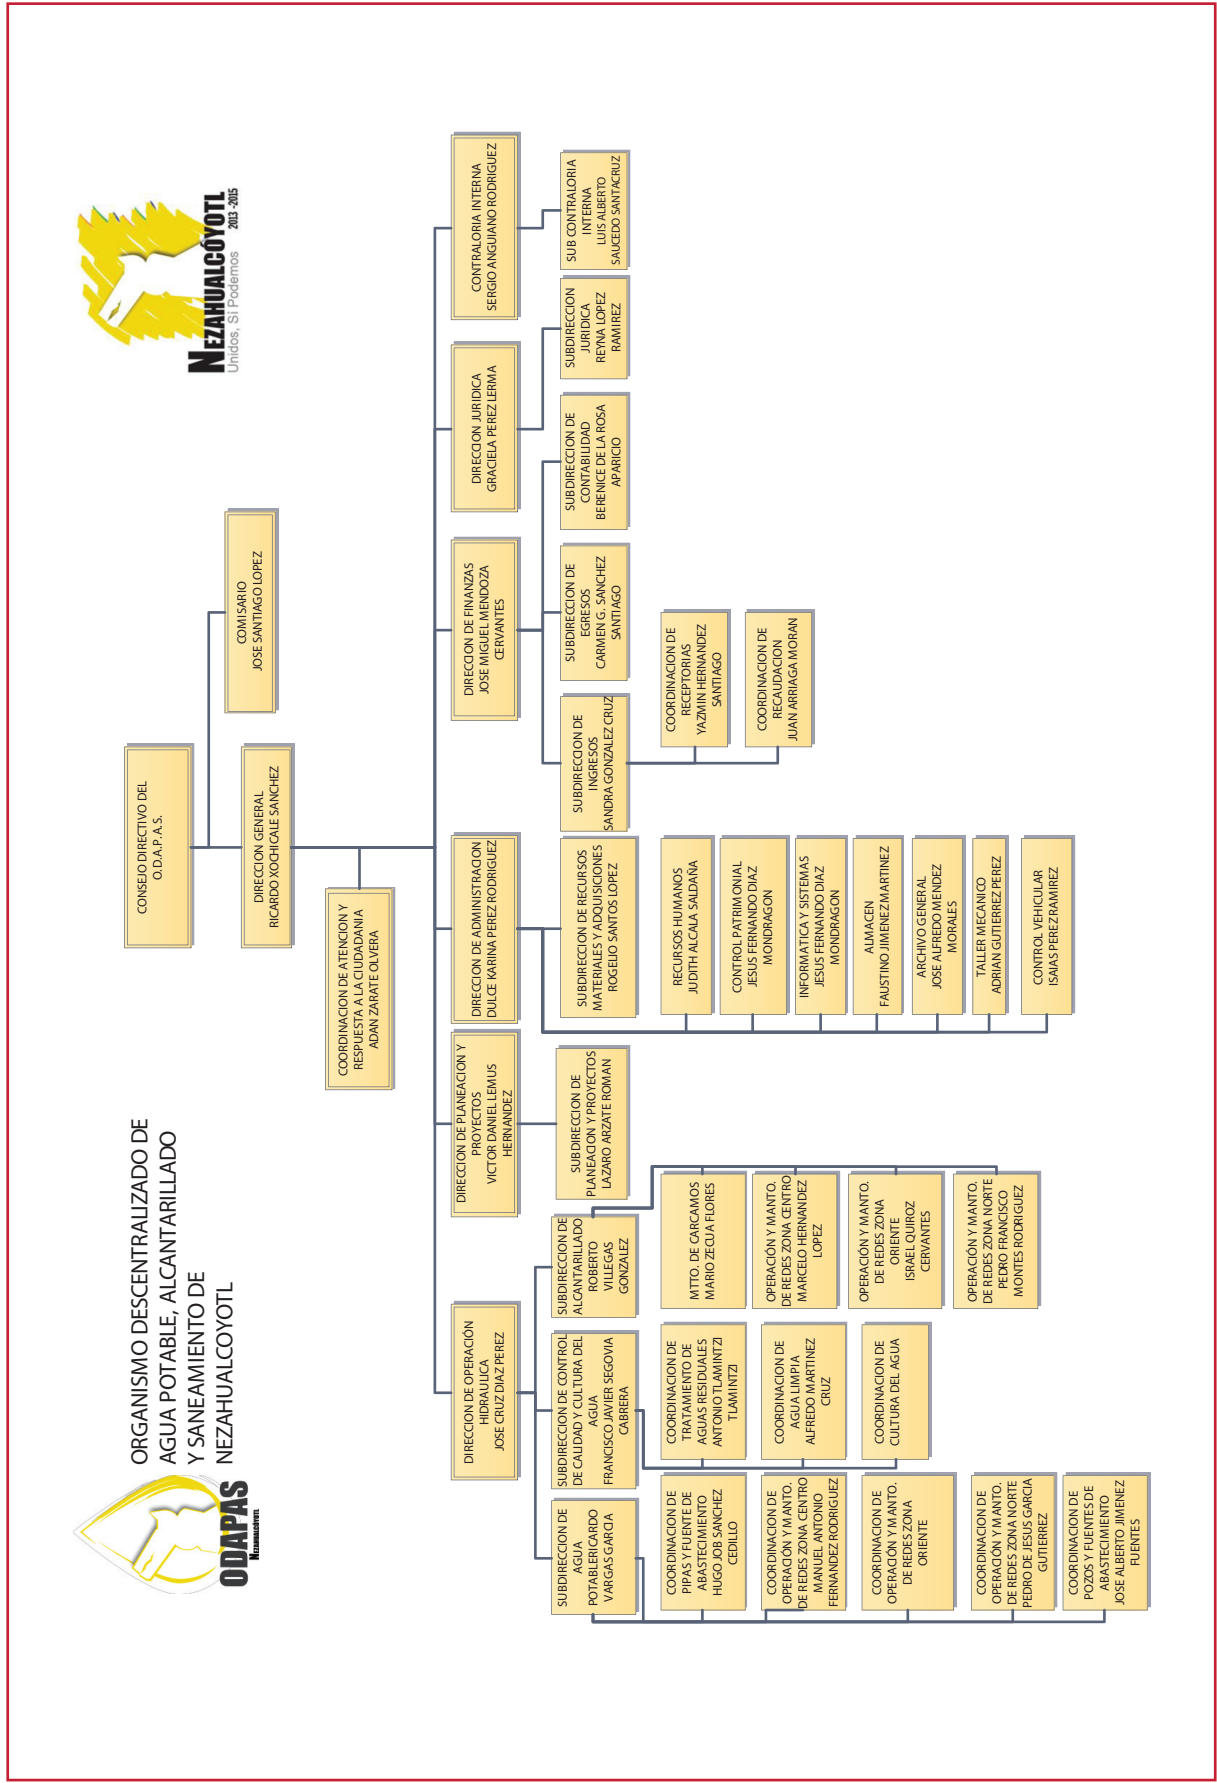 ORGANISMO DESCENTRALIZADO DE
AGUA POTABLE, ALCANTARILLADO
Y SANEAMIENTO DE
NEZAHUALCOYOTL
ODAPAS
NEZAHUALCÓYOTL
NEZAHUALCÓYOTL
2013 -2015
Unidos, Sí Podemos
CONSEJO DIRECTIVO DEL
O.D.A.P.A.S.
COMISARIO
JOSE SANTIAGO LOPEZ
DIRECCION GENERAL
RICARDO XOCHICALE SANCHEZ
COORDINACION DE ATENCION Y
RESPUESTA A LA CIUDADANIA
ADAN ZARATE OLVERA
DIRECCION DE OPERACIÓN
HIDRAULICA
JOSE CRUZ DIAZ PEREZ
DIRECCION DE PLANEACION Y
PROYECTOS
VICTOR DANIEL LEMUS
HERNANDEZ
DIRECCION DE ADMINISTRACION
DULCE KARINA PEREZ RODRIGUEZ
DIRECCION DE FINANZAS
JOSE MIGUEL MENDOZA
CERVANTES
DIRECCION JURIDICA
GRACIELA PEREZ LERMA
CONTRALORIA INTERNA
SERGIO ANGUIANO RODRIGUEZ
SUBDIRECCION DE
AGUA
POTABLERICARDO
VARGAS GARCIA
SUBDIRECCION DE CONTROL
DE CALIDAD Y CULTURA DEL
AGUA
FRANCISCO JAVIER SEGOVIA
CABRERA
SUBDIRECCION DE
ALCANTARILLADO
ROBERTO
VILLEGAS
GONZALEZ
SUBDIRECCION DE
PLANEACION Y PROYECTOS
LAZARO ARZATE ROMAN
SUBDIRECCION DE RECURSOS
MATERIALES Y ADQUISICIONES
ROGELIO SANTOS LOPEZ
SUBDIRECCION DE
INGRESOS
SANDRA GONZALEZ CRUZ
SUBDIRECCION DE
EGRESOS
CARMEN G. SANCHEZ
SANTIAGO
SUBDIRECCION DE
CONTABILIDAD
BERENICE DE LA ROSA
APARICIO
SUBDIRECCION
JURIDICA
REYNA LOPEZ
RAMIREZ
SUB CONTRALORIA
INTERNA
LUIS ALBERTO
SAUCEDO SANTACRUZ
COORDINACION DE
PIPAS Y FUENTE DE
ABASTECIMIENTO
HUGO JOB SANCHEZ
CEDILLO
COORDINACION DE
OPERACIÓN Y MANTO.
DE REDES ZONA CENTRO
MANUEL ANTONIO
FERNANDEZ RODRIGUEZ
COORDINACION DE
OPERACIÓN Y MANTO.
DE REDES ZONA
ORIENTE
COORDINACION DE
OPERACIÓN Y MANTO.
DE REDES ZONA NORTE
PEDRO DE JESUS GARCIA
GUTIERREZ
COORDINACION DE
POZOS Y FUENTES DE
ABASTECIMIENTO
JOSE ALBERTO JIMENEZ
FUENTES
COORDINACION DE
TRATAMIENTO DE
AGUAS RESIDUALES
ANTONIO TLAMINTZI
TLAMINTZI
COORDINACION DE
AGUA LIMPIA
ALFREDO MARTINEZ
CRUZ
COORDINACION DE
CULTURA DEL AGUA
MTTO. DE CARCAMOS
MARIO ZECUA FLORES
OPERACIÓN Y MANTO.
DE REDES ZONA CENTRO
MARCELO HERNANDEZ
LOPEZ
OPERACIÓN Y MANTO.
DE REDES ZONA
ORIENTE
ISRAEL QUIROZ
CERVANTES
OPERACIÓN Y MANTO.
DE REDES ZONA NORTE
PEDRO FRANCISCO
MONTES RODRIGUEZ
RECURSOS HUMANOS
JUDITH ALCALA SALDAÑA
CONTROL PATRIMONIAL
JESUS FERNANDO DIAZ
MONDRAGON
INFORMATICA Y SISTEMAS
JESUS FERNANDO DIAZ
MONDRAGON
ALMACEN
FAUSTINO JIMENEZ MARTINEZ
ARCHIVO GENERAL
JOSE ALFREDO MENDEZ
MORALES
TALLER MECANICO
ADRIAN GUTIERREZ PEREZ
CONTROL VEHICULAR
ISAIAS PEREZ RAMIREZ
COORDINACION DE
RECEPTORIAS
YAZMIN HERNANDEZ
SANTIAGO
COORDINACION DE
RECAUDACION
JUAN ARRIAGA MORAN